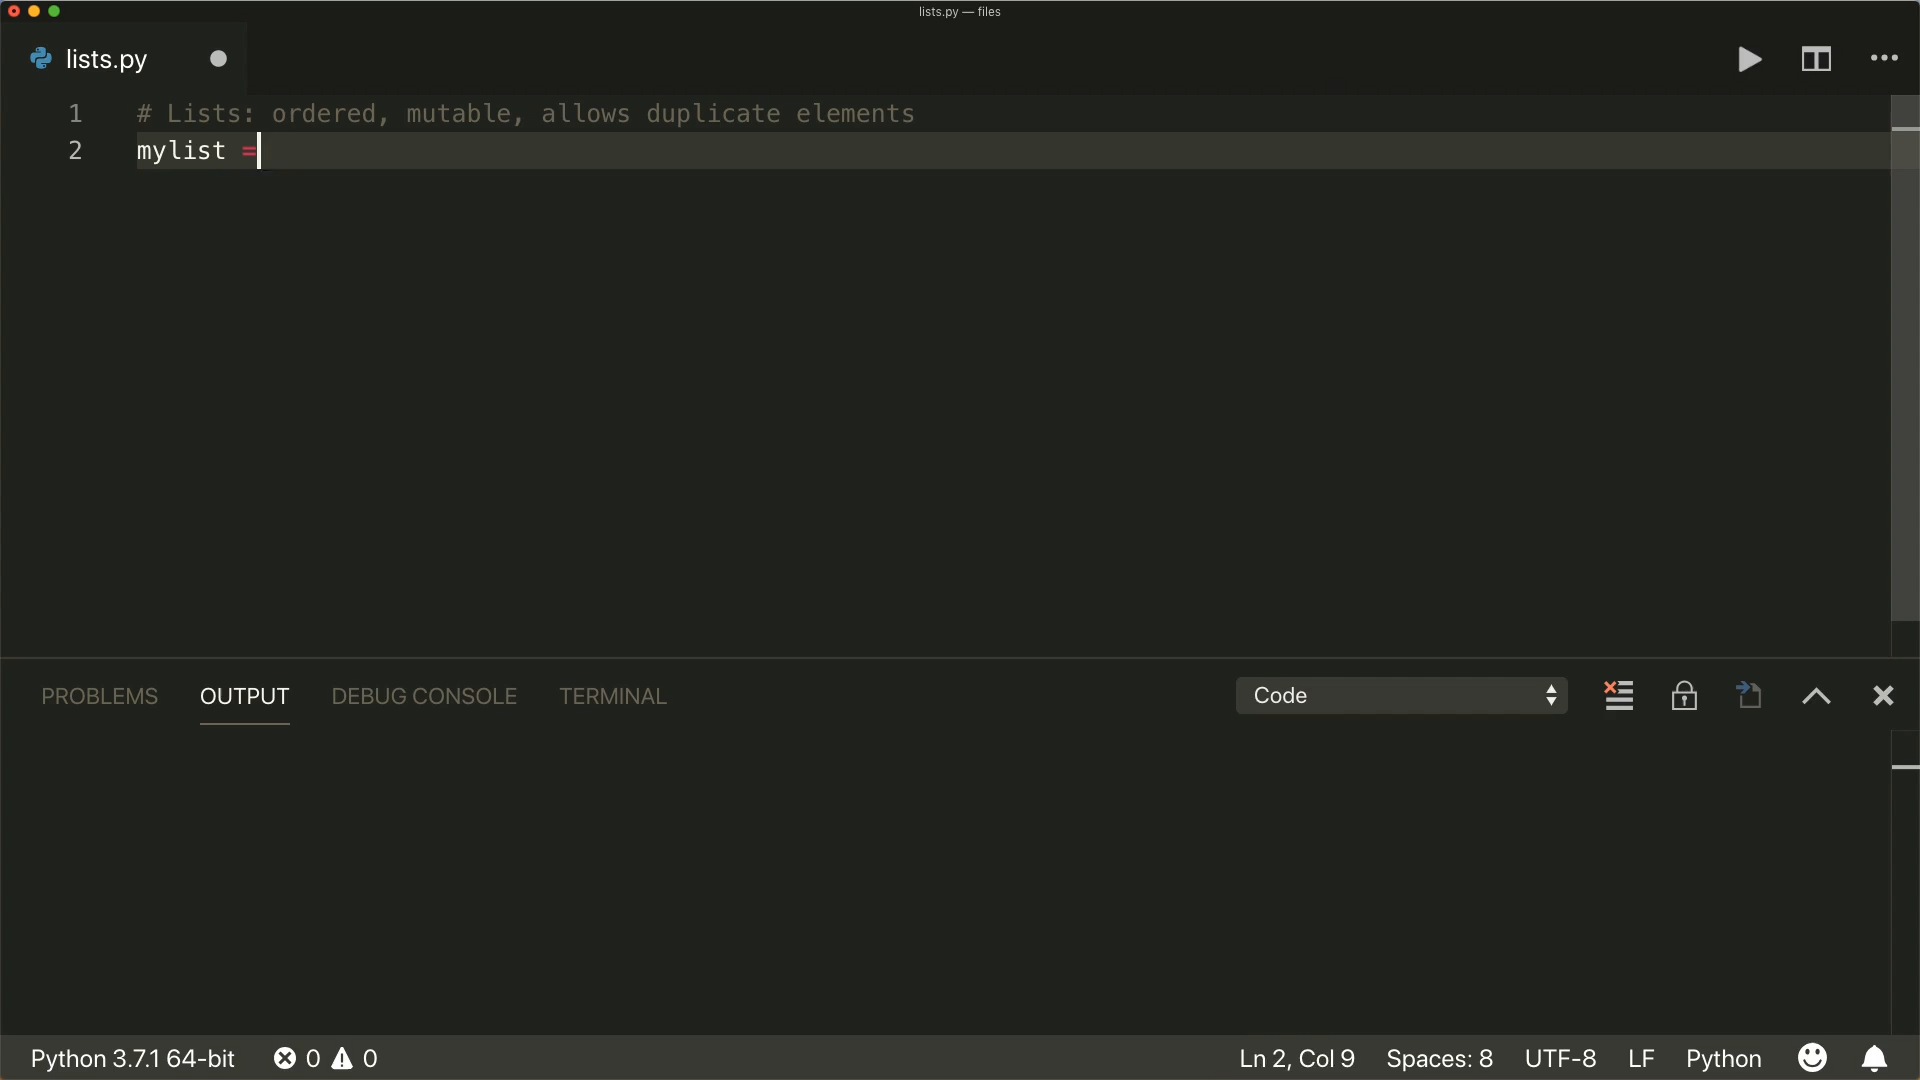 lists.py — files
lists.py
1 # Lists: ordered, mutable, allows duplicate elements
2 mylist =
PROBLEMS OUTPUT DEBUG CONSOLE TERMINAL Code
Python 3.7.1 64-bit 0 0 Ln 2, Col 9 Spaces: 8 UTF-8 LF Python